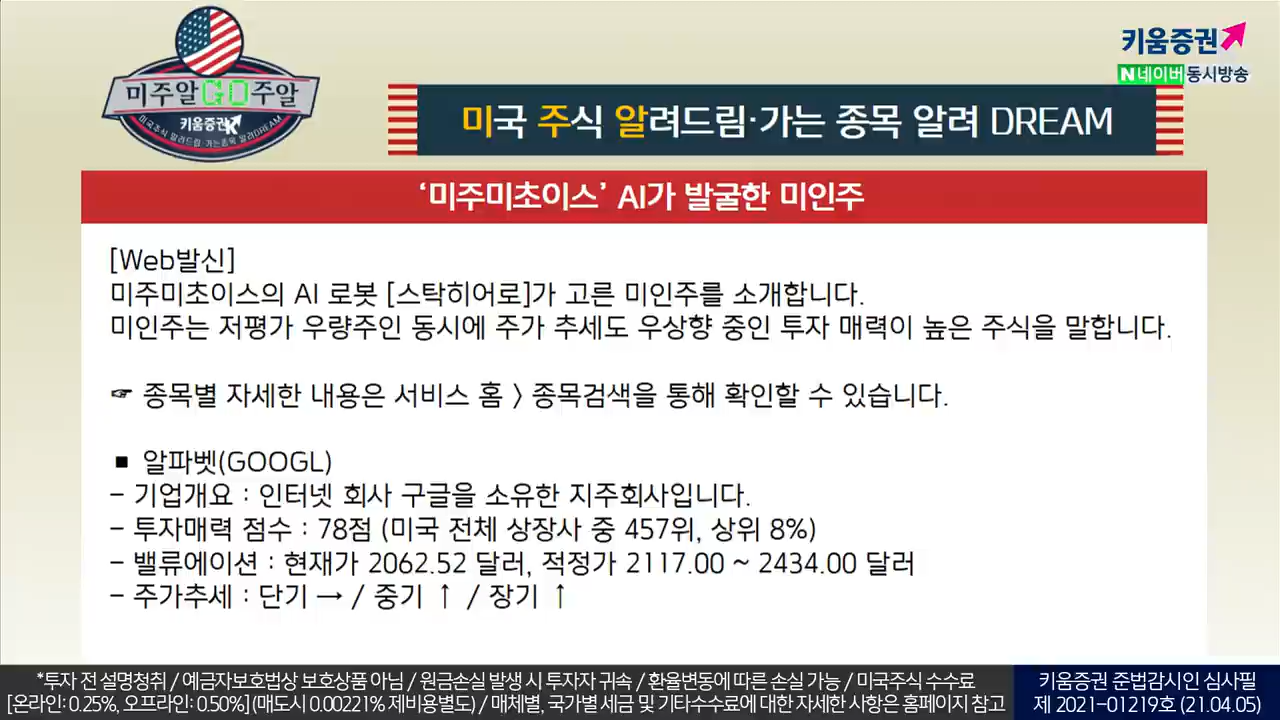 미주알GO주알
키움증권
미국주식 알려드림·가는종목 알려DREAM
키움증권
N 네이버 동시방송
미국 주식 알려드림·가는 종목 알려 DREAM
‘미주미초이스’ AI가 발굴한 미인주
[Web발신]
미주미초이스의 AI 로봇 [스탁히어로]가 고른 미인주를 소개합니다.
미인주는 저평가 우량주인 동시에 주가 추세도 우상향 중인 투자 매력이 높은 주식을 말합니다.
☞ 종목별 자세한 내용은 서비스 홈 > 종목검색을 통해 확인할 수 있습니다.
■ 알파벳(GOOGL)
- 기업개요 : 인터넷 회사 구글을 소유한 지주회사입니다.
- 투자매력 점수 : 78점 (미국 전체 상장사 중 457위, 상위 8%)
- 밸류에이션 : 현재가 2062.52 달러, 적정가 2117.00 ~ 2434.00 달러
- 주가추세 : 단기 → / 중기 ↑ / 장기 ↑
*투자 전 설명청취 / 예금자보호법상 보호상품 아님 / 원금손실 발생 시 투자자 귀속 / 환율변동에 따른 손실 가능 / 미국주식 수수료
[온라인: 0.25%, 오프라인: 0.50%] (매도시 0.00221% 제비용별도) / 매체별, 국가별 세금 및 기타수수료에 대한 자세한 사항은 홈페이지 참고
키움증권 준법감시인 심사필
제 2021-01219호 (21.04.05)